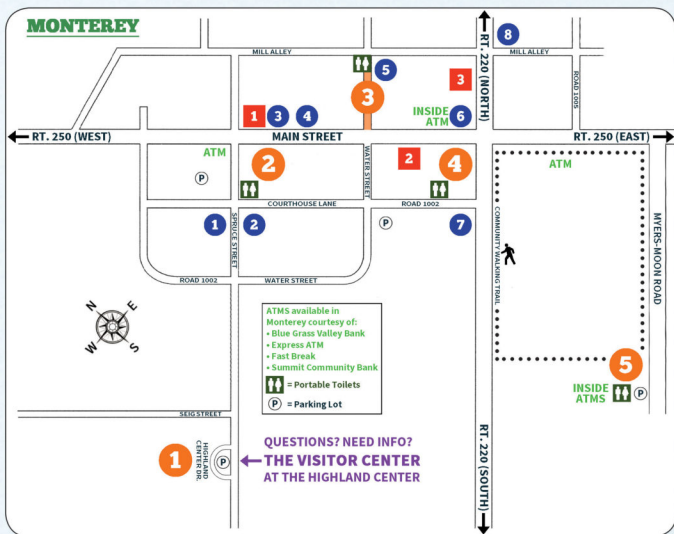 MONTEREY
MILL ALLEY
8
MILL ALLEY
RT. 220 (NORTH)
5
3
ROAD 1005
3
1
3
4
INSIDE
ATM
6
RT. 250 (WEST)
MAIN STREET
RT. 250 (EAST)
ATM
2
WATER STREET
2
4
ATM
P
COURTHOUSE LANE
ROAD 1002
COMMUNITY WALKING TRAIL
MYERS-MOON ROAD
1
SPRUCE STREET
2
P
7
ROAD 1002
WATER STREET
N
E
W
S
ATMS available in
Monterey courtesy of:
• Blue Grass Valley Bank
• Express ATM
• Fast Break
• Summit Community Bank
= Portable Toilets
P = Parking Lot
5
INSIDE
ATMS
P
SEIG STREET
1
HIGHLAND
CENTER DR.
P
QUESTIONS? NEED INFO?
THE VISITOR CENTER
AT THE HIGHLAND CENTER
RT. 220 (SOUTH)